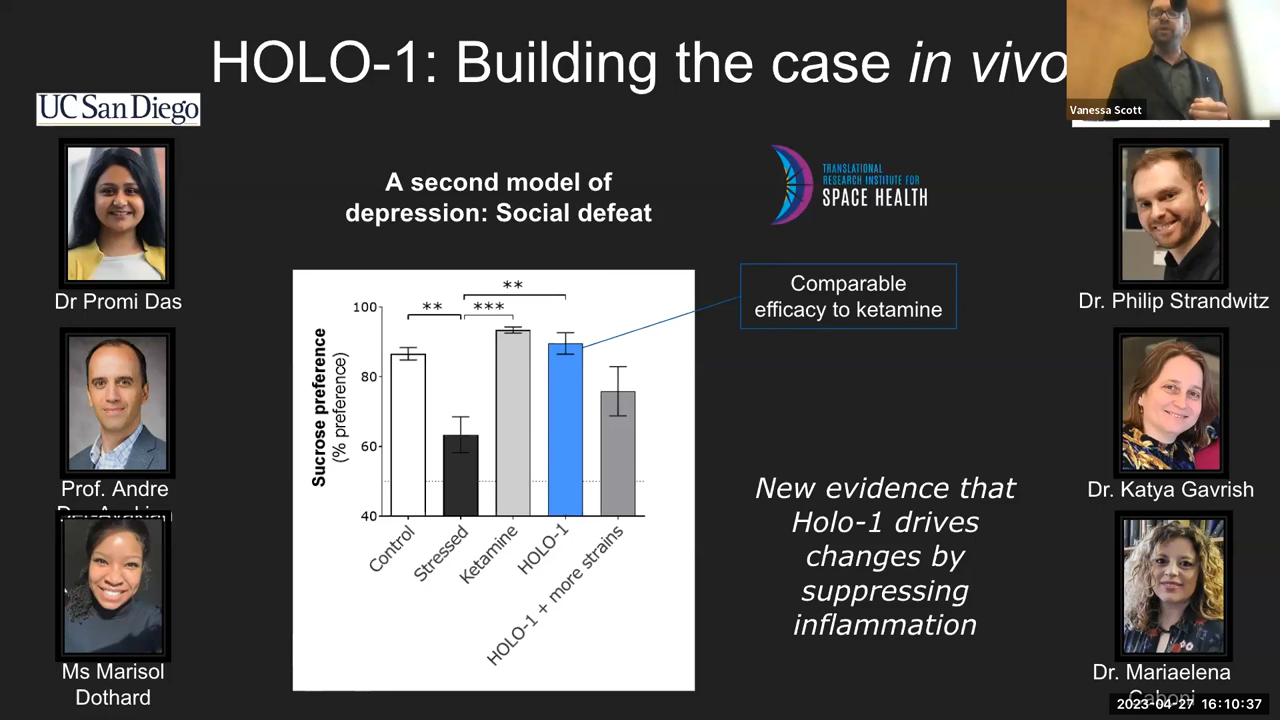 HOLO-1: Building the case in vivo
Vanessa Scott
UC San Diego
A second model of
depression: Social defeat
TRANSLATIONAL
RESEARCH INSTITUTE FOR
SPACE HEALTH
Dr Promi Das
Dr. Philip Strandwitz
Comparable
efficacy to ketamine
**
** ***
100
80
60
40
Sucrose preference
(% preference)
Control
Stressed
Ketamine
HOLO-1
HOLO-1 + more strains
Prof. Andre
Dr. Katya Gavrish
New evidence that
Holo-1 drives
changes by
suppressing
inflammation
Ms Marisol
Dothard
Dr. Mariaelena
Caboni
2023-04-27 16:10:37